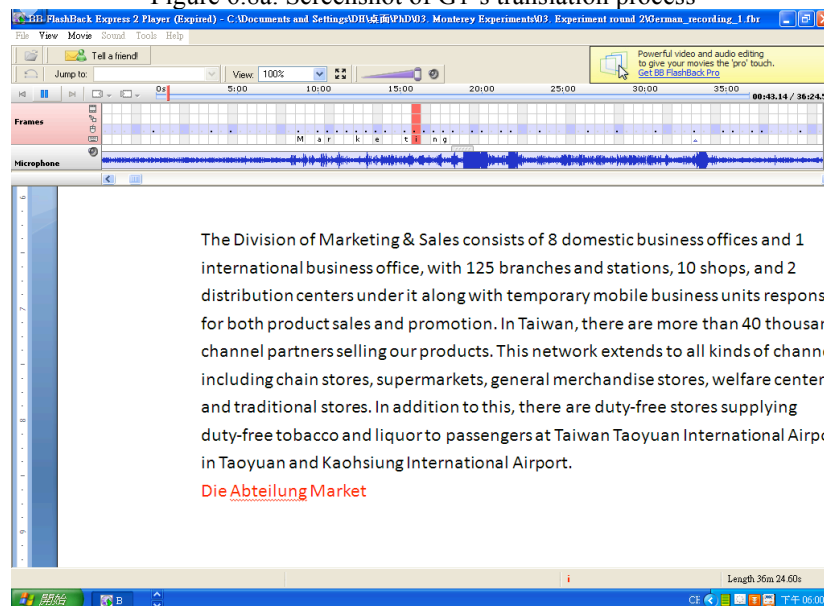 Figure 6.8a: Screenshot of GT's translation process
BB FlashBack Express 2 Player (Expired) - C:\Documents and Settings\DH\桌面\PhD\03. Monterey Experiments\03. Experiment round 2\German_recording_1.fbr
File View Movie Sound Tools Help
Tell a friend!
Powerful video and audio editing
to give your movies the 'pro' touch.
Get BB FlashBack Pro
Jump to: View: 100%
0s 5:00 10:00 15:00 20:00 25:00 30:00 35:00
00:43.14 / 36:24.5
Frames
M a r k e t i n g
Microphone
The Division of Marketing & Sales consists of 8 domestic business offices and 1
international business office, with 125 branches and stations, 10 shops, and 2
distribution centers under it along with temporary mobile business units respons
for both product sales and promotion. In Taiwan, there are more than 40 thousan
channel partners selling our products. This network extends to all kinds of channe
including chain stores, supermarkets, general merchandise stores, welfare center
and traditional stores. In addition to this, there are duty-free stores supplying
duty-free tobacco and liquor to passengers at Taiwan Taoyuan International Airpo
in Taoyuan and Kaohsiung International Airport.
Die Abteilung Market
i Length 36m 24.60s
開始 B CH 下午 06:00